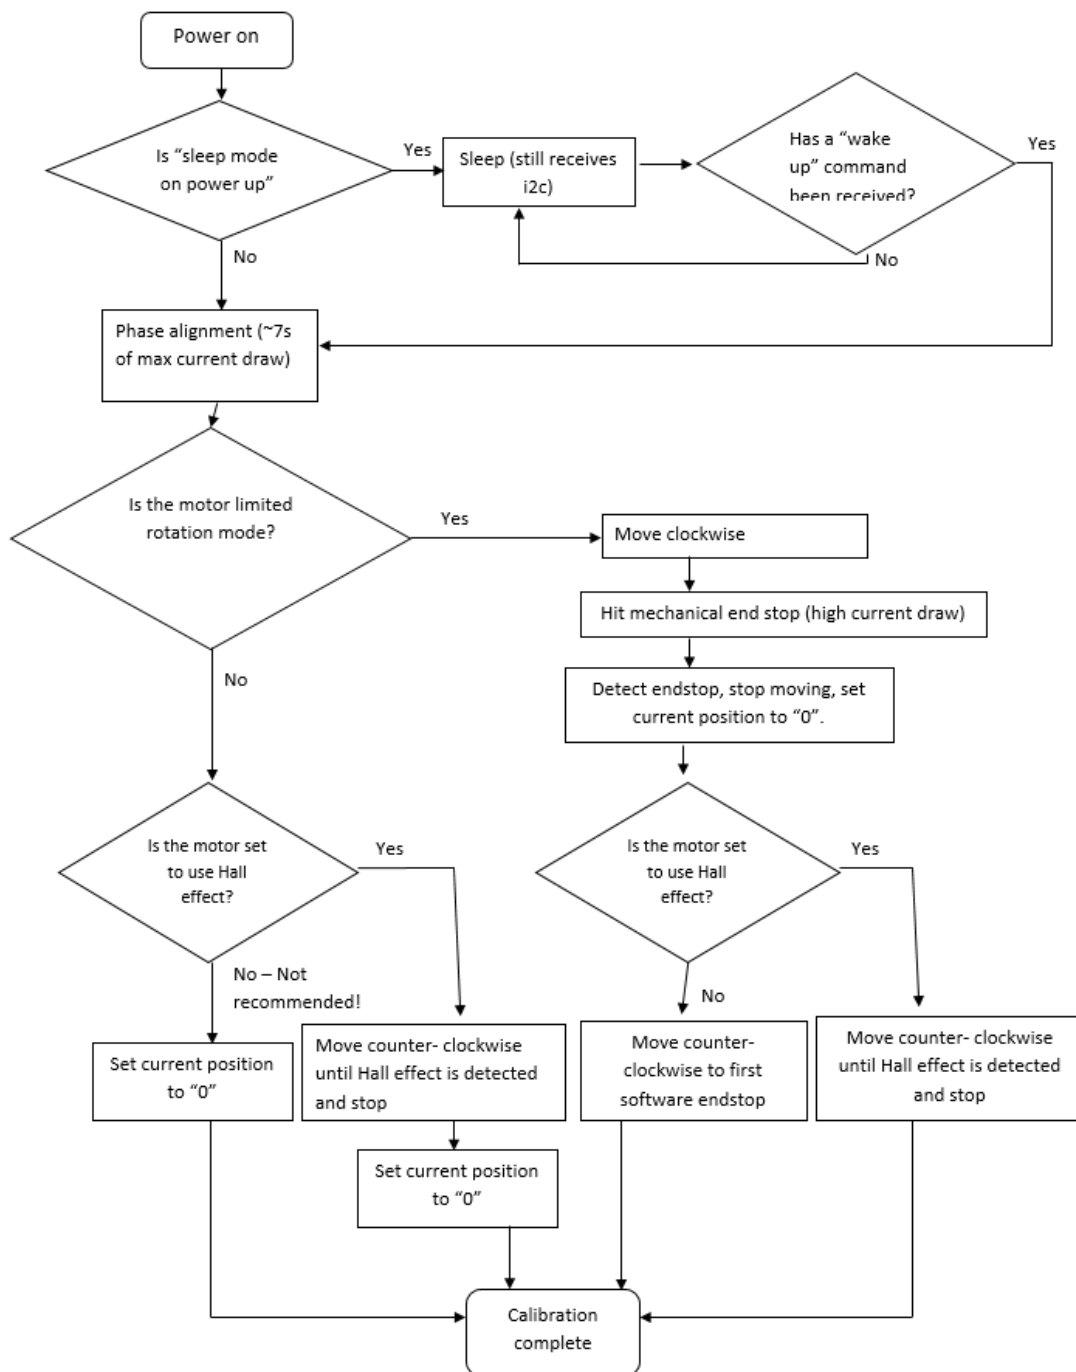 Power on
Is “sleep mode
on power up”
Yes
Sleep (still receives
i2c)
Has a “wake
up” command
been received?
Yes
No
No
Phase alignment (~7s
of max current draw)
Is the motor limited
rotation mode?
Yes
Move clockwise
Hit mechanical end stop (high current draw)
Detect endstop, stop moving, set
current position to “0”.
No
Is the motor set
to use Hall
effect?
Yes
Is the motor set
to use Hall
effect?
Yes
No – Not
recommended!
No
Set current position
to “0”
Move counter- clockwise
until Hall effect is detected
and stop
Move counter-
clockwise to first
software endstop
Move counter- clockwise
until Hall effect is detected
and stop
Set current position
to “0”
Calibration
complete